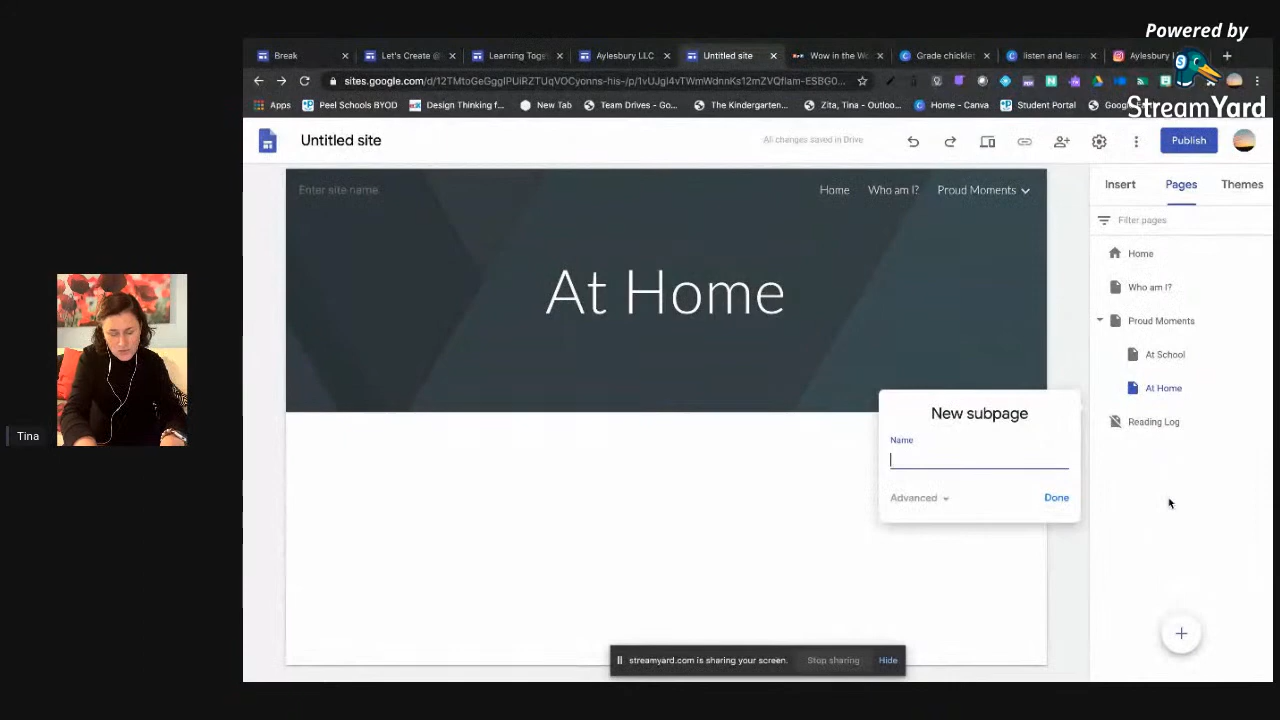 Powered by
StreamYard
Break
Let's Create @
Learning Toge
Aylesbury LLC
Untitled site
Wow in the Wo
Grade chickle
listen and lear
Aylesbury
sites.google.com/d/
Apps
Peel Schools BYOD
Design Thinking f...
New Tab
Team Drives - Go...
The Kindergarten...
Zita, Tina - Outloo...
Home - Canva
Student Portal
Untitled site
All changes saved in Drive
Publish
Enter site name
Home
Who am I?
Proud Moments
At Home
Insert
Pages
Themes
Filter pages
Home
Who am I?
Proud Moments
At School
At Home
Reading Log
New subpage
Name
Advanced
Done
Tina
streamyard.com is sharing your screen.
Stop sharing
Hide